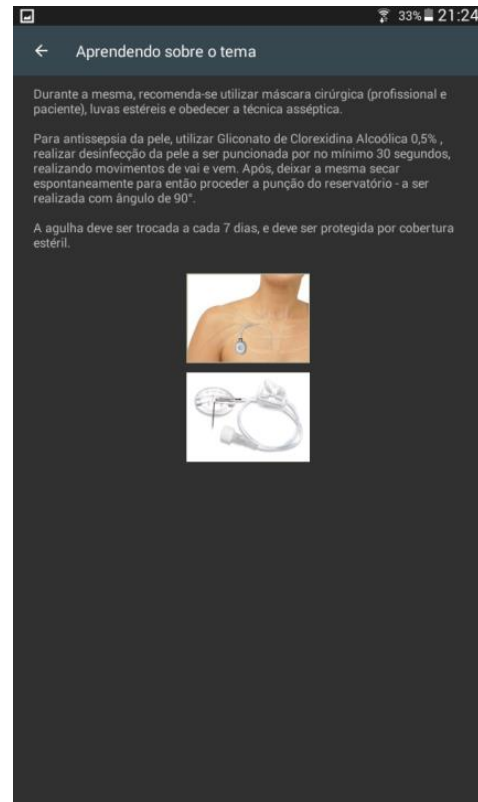 33% 21:24
Aprendendo sobre o tema
Durante a mesma, recomenda-se utilizar máscara cirúrgica (profissional e
paciente), luvas estéreis e obedecer a técnica asséptica.
Para antissepsia da pele, utilizar Gliconato de Clorexidina Alcoólica 0,5% ,
realizar desinfecção da pele a ser puncionada por no mínimo 30 segundos,
realizando movimentos de vai e vem. Após, deixar a mesma secar
espontaneamente para então proceder a punção do reservatório - a ser
realizada com ângulo de 90°.
A agulha deve ser trocada a cada 7 dias, e deve ser protegida por cobertura
estéril.